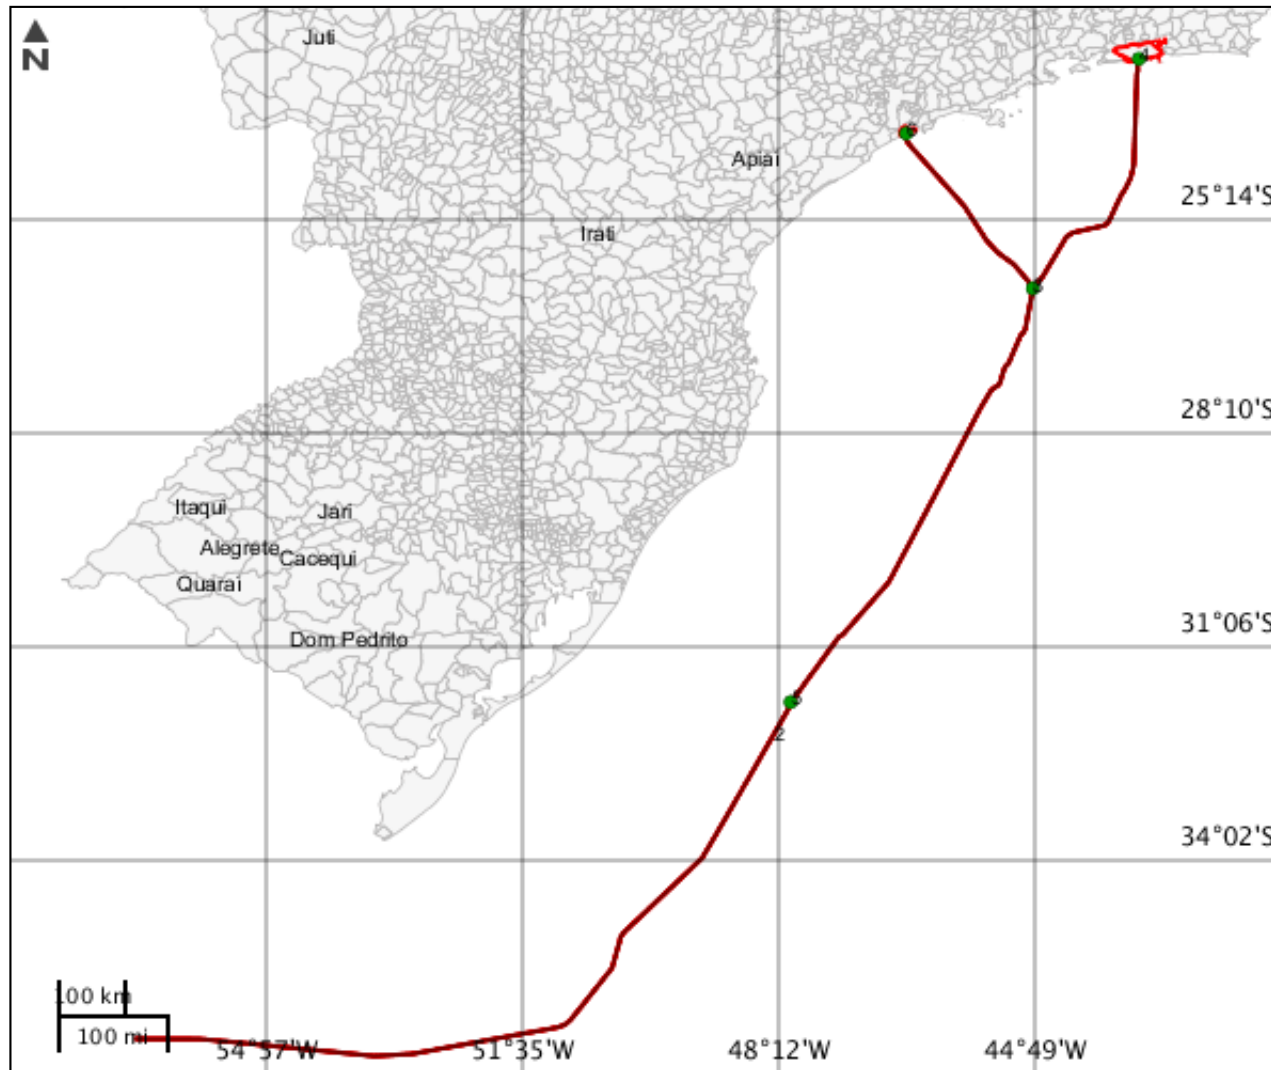 N
Juti
Apiaí
25°14'S
Irati
28°10'S
Itaqui
Jari
Alegrete
Cacequi
Quaraí
31°06'S
Dom Pedrito
2
34°02'S
100 km
100 mi
54°57'W
51°35'W
48°12'W
44°49'W